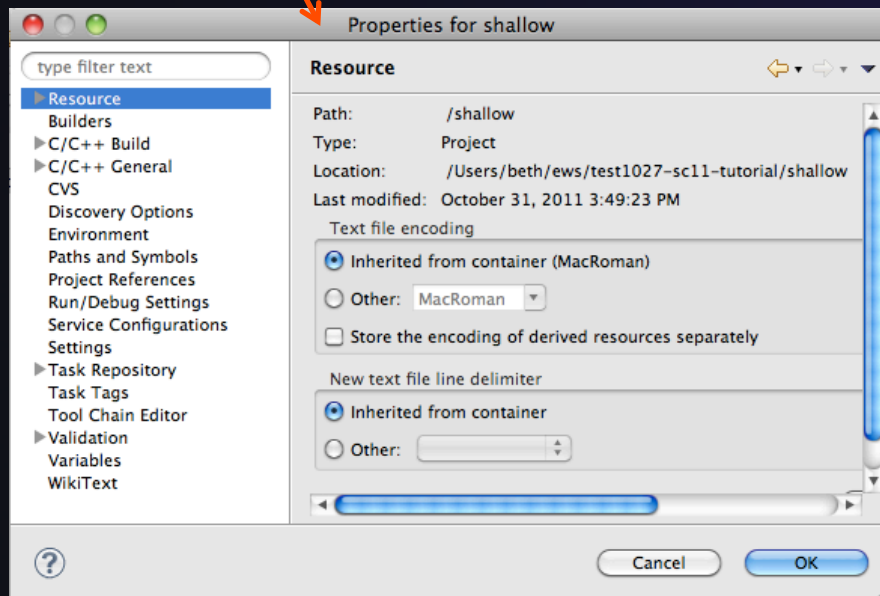 Properties for shallow
type filter text
Resource
Builders
C/C++ Build
C/C++ General
CVS
Discovery Options
Environment
Paths and Symbols
Project References
Run/Debug Settings
Service Configurations
Settings
Task Repository
Task Tags
Tool Chain Editor
Validation
Variables
WikiText
Resource
Path: /shallow
Type: Project
Location: /Users/beth/ews/test1027-sc11-tutorial/shallow
Last modified: October 31, 2011 3:49:23 PM
Text file encoding
Inherited from container (MacRoman)
Other: MacRoman
Store the encoding of derived resources separately
New text file line delimiter
Inherited from container
Other:
?
Cancel
OK